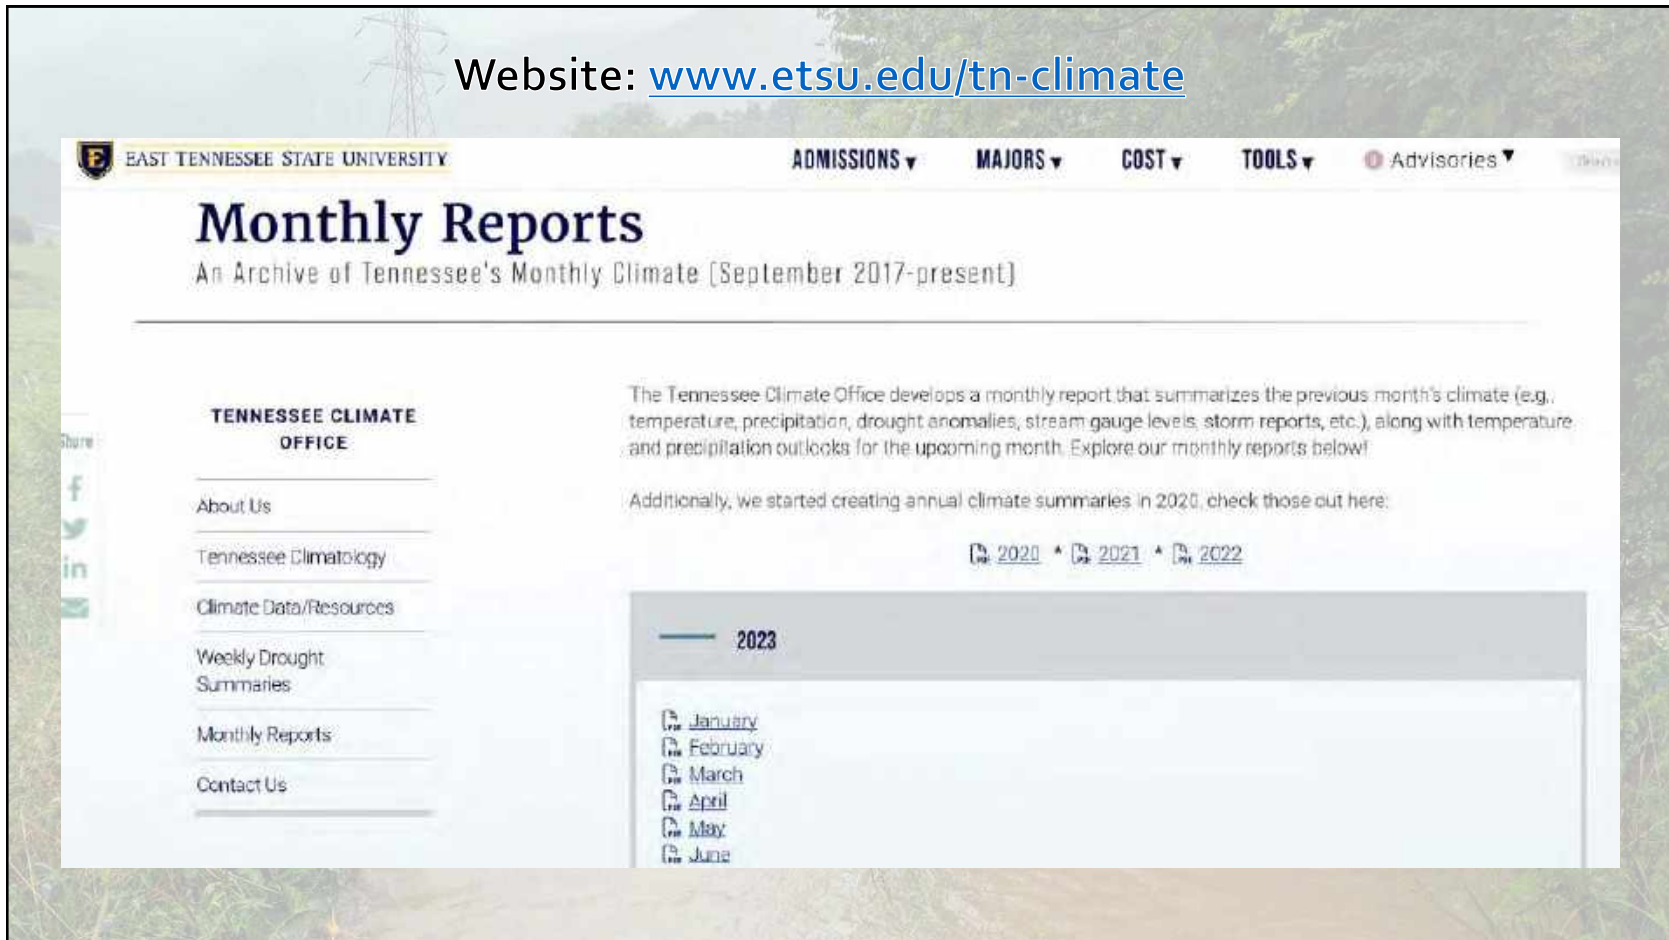 Website: www.etsu.edu/tn-climate
EAST TENNESSEE STATE UNIVERSITY
ADMISSIONS ▾ MAJORS ▾ COST ▾ TOOLS ▾ 0 Advisories ▾
Monthly Reports
An Archive of Tennessee's Monthly Climate (September 2017-present)
Share
TENNESSEE CLIMATE
OFFICE
About Us
Tennessee Climatology
Climate Data/Resources
Weekly Drought
Summaries
Monthly Reports
Contact Us
The Tennessee Climate Office develops a monthly report that summarizes the previous month's climate (e.g.,
temperature, precipitation, drought anomalies, stream gauge levels, storm reports, etc.), along with temperature
and precipitation outlooks for the upcoming month. Explore our monthly reports below!
Additionally, we started creating annual climate summaries in 2020, check those out here:
2020 * 2021 * 2022
2023
January
February
March
April
May
June